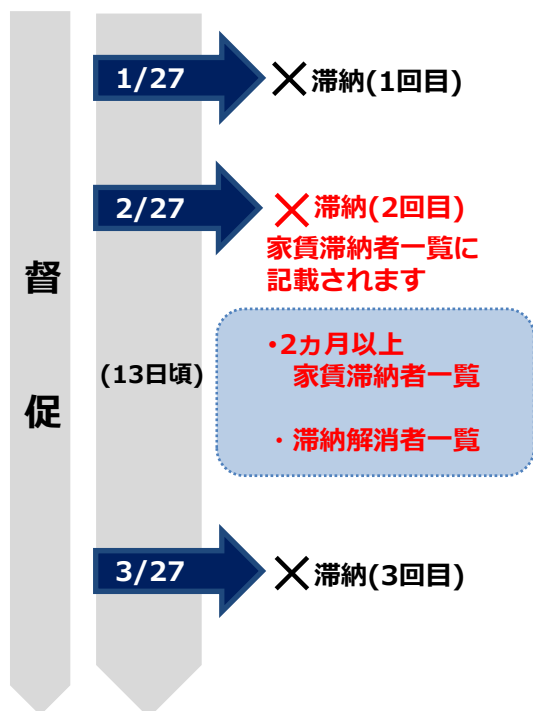 1/27
×滞納(1回目)
2/27
×滞納(2回目)
家賃滞納者一覧に
記載されます
督
促
(13日頃)
・2ヵ月以上
家賃滞納者一覧
・滞納解消者一覧
3/27
×滞納(3回目)